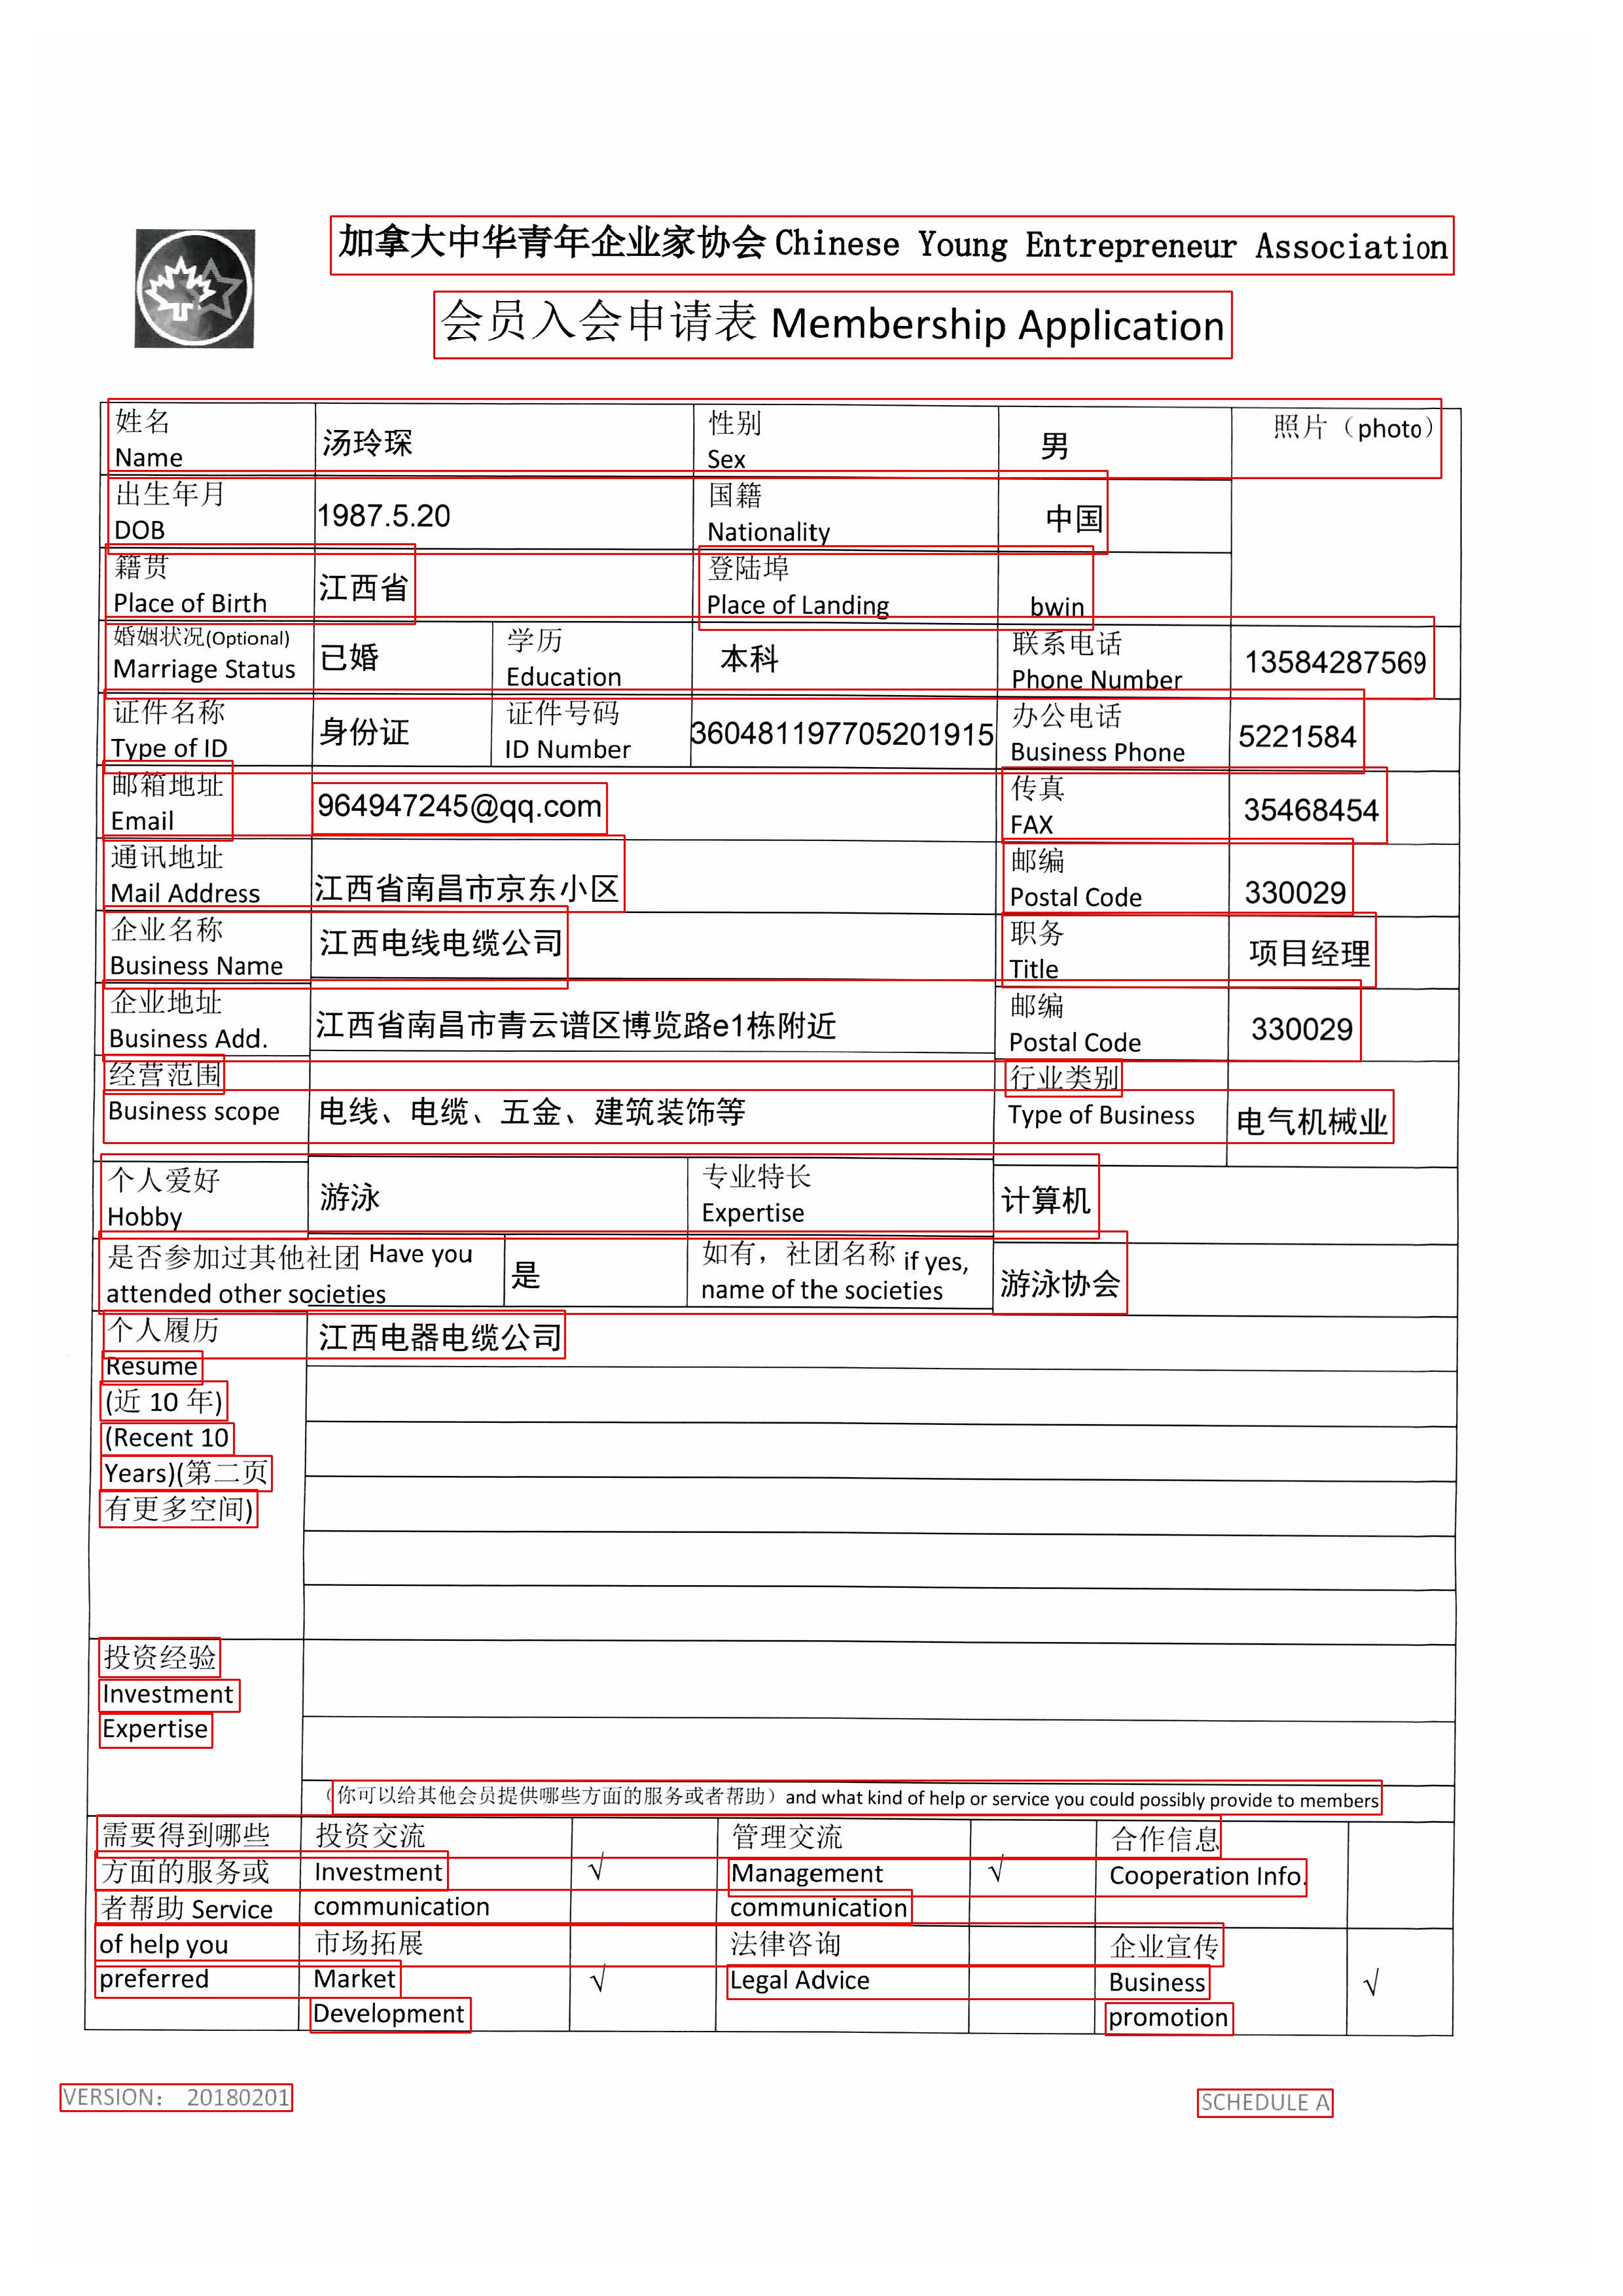 加拿大中华青年企业家协会 Chinese Young Entrepreneur Association
会员入会申请表 Membership Application
姓名 Name 汤玲琛 性别 Sex 男 照片（photo）
出生年月 DOB 1987.5.20 国籍 Nationality 中国
籍贯 Place of Birth 江西省 登陆埠 Place of Landing bwin
婚姻状况(Optional) Marriage Status 已婚 学历 Education 本科 联系电话 Phone Number 13584287569
证件名称 Type of ID 身份证 证件号码 ID Number 360481197705201915 办公电话 Business Phone 5221584
邮箱地址 Email 964947245@qq.com 传真 FAX 35468454
通讯地址 Mail Address 江西省南昌市京东小区 邮编 Postal Code 330029
企业名称 Business Name 江西电线电缆公司 职务 Title 项目经理
企业地址 Business Add. 江西省南昌市青云谱区博览路e1栋附近 邮编 Postal Code 330029
经营范围 Business scope 电线、电缆、五金、建筑装饰等 行业类别 Type of Business 电气机械业
个人爱好 Hobby 游泳 专业特长 Expertise 计算机
是否参加过其他社团 Have you attended other societies 是 如有，社团名称 if yes, name of the societies 游泳协会
个人履历 江西电器电缆公司
Resume
(近 10 年)
(Recent 10
Years)(第二页
有更多空间)
投资经验
Investment
Expertise
（你可以给其他会员提供哪些方面的服务或者帮助）and what kind of help or service you could possibly provide to members
需要得到哪些 投资交流 管理交流 合作信息
方面的服务或 Investment √ Management √ Cooperation Info.
者帮助 Service communication communication
of help you 市场拓展 法律咨询 企业宣传
preferred Market √ Legal Advice Business √
Development promotion
VERSION： 20180201 SCHEDULE A